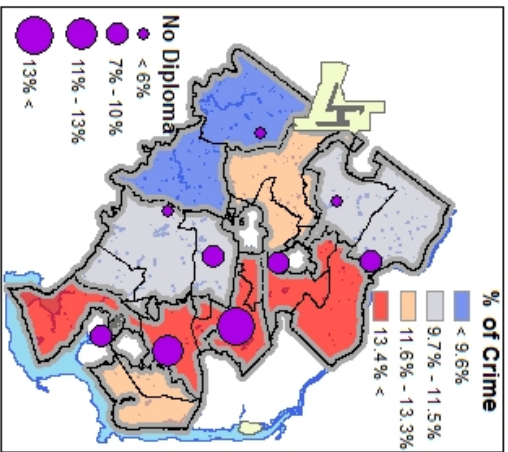 % of Crime
< 9.6%
9.7% - 11.5%
11.6% - 13.3%
13.4% <
No Diploma
< 6%
7% - 10%
11% - 13%
13% <